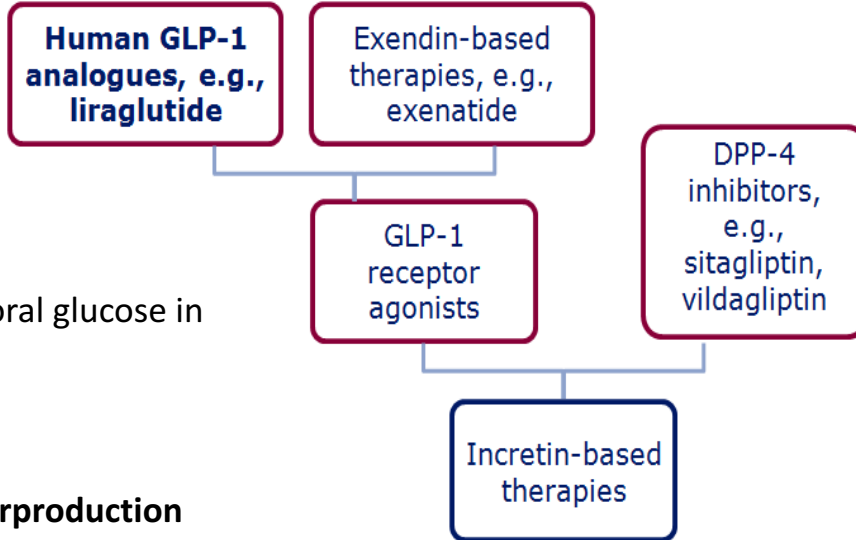 Human GLP-1
analogues, e.g.,
liraglutide
Exendin-based
therapies, e.g.,
exenatide
DPP-4
inhibitors,
e.g.,
sitagliptin,
vildagliptin
GLP-1
receptor
agonists
oral glucose in
Incretin-based
therapies
rproduction